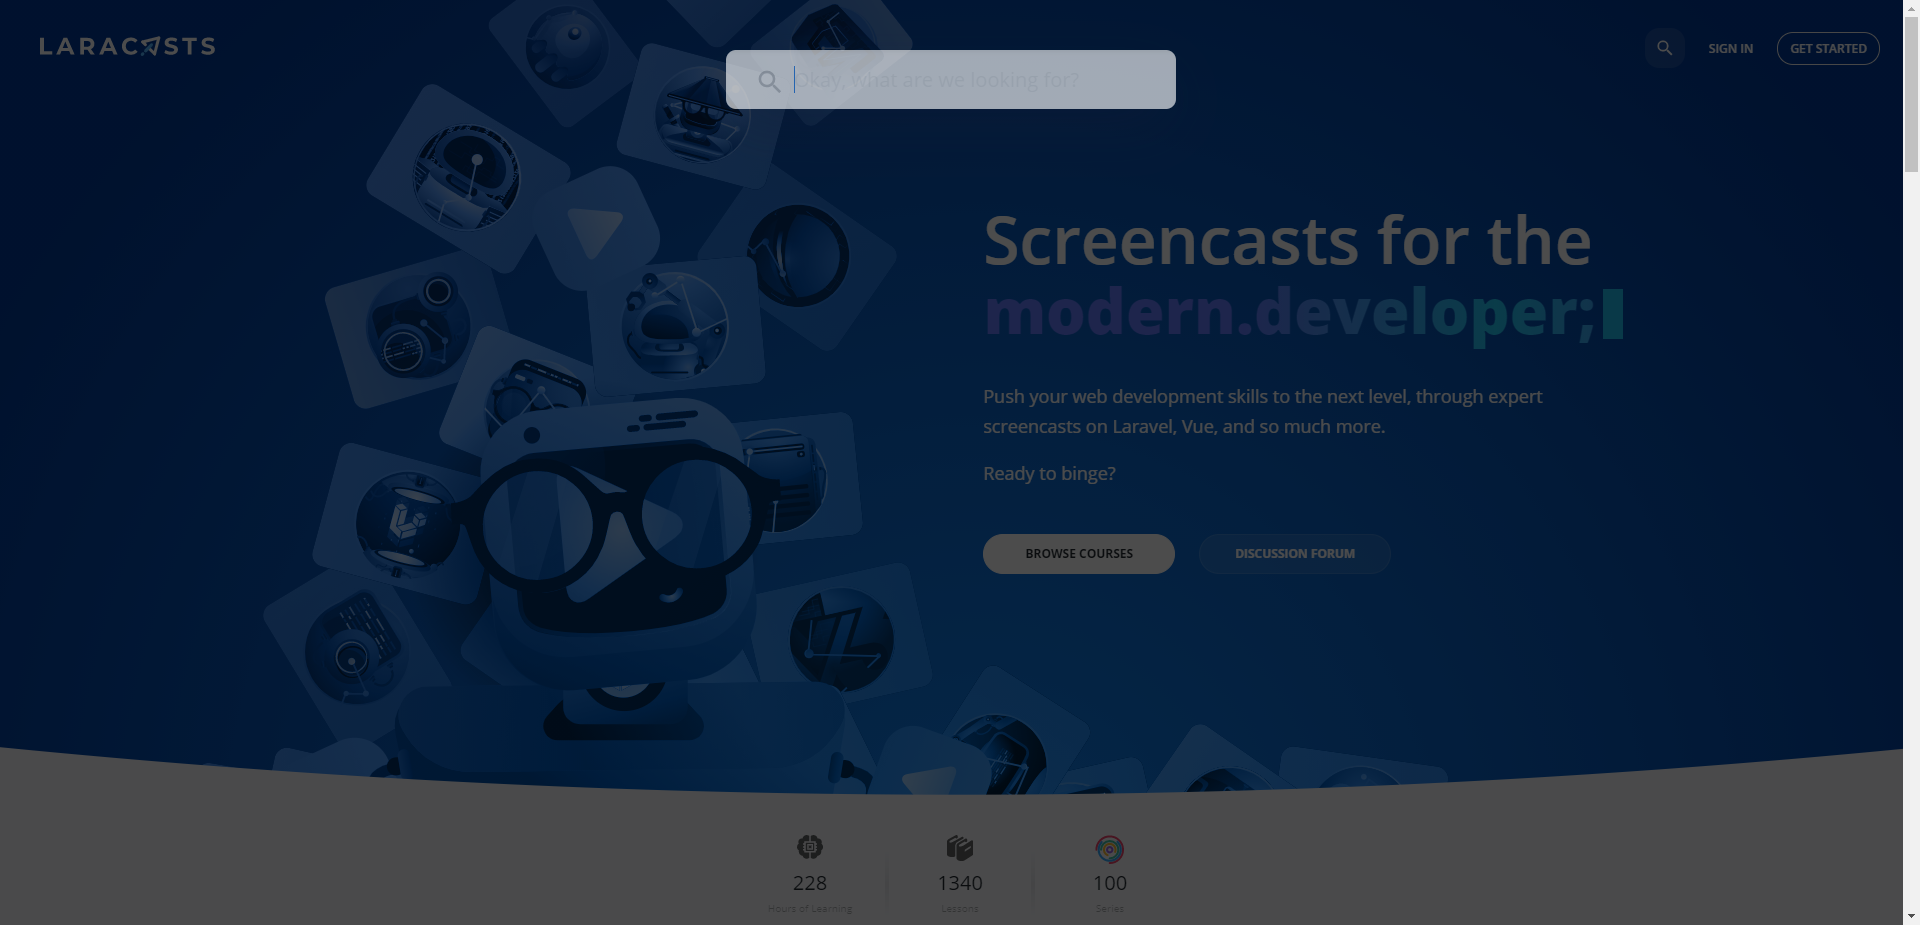 LARACASTS
Okay, what are we looking for?
SIGN IN
GET STARTED
Screencasts for the
modern.developer;
Push your web development skills to the next level, through expert
screencasts on Laravel, Vue, and so much more.
Ready to binge?
BROWSE COURSES
DISCUSSION FORUM
228
Hours of Learning
1340
Lessons
100
Series